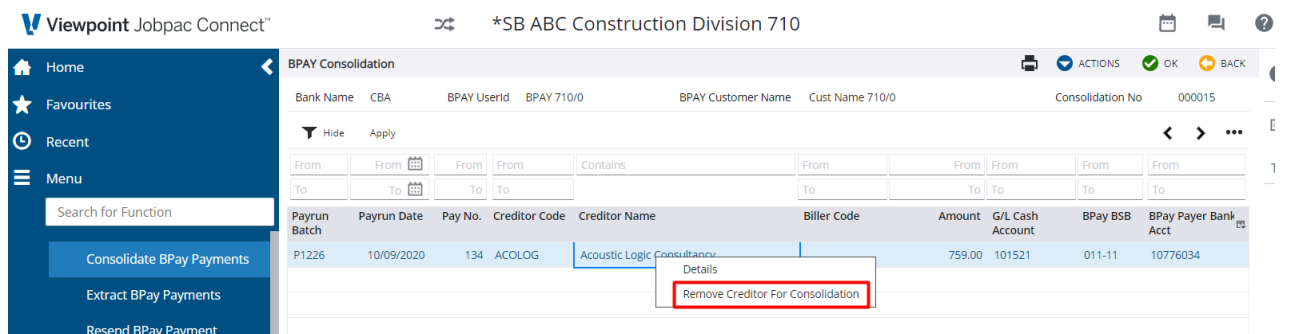 Viewpoint Jobpac Connect™
*SB ABC Construction Division 710
Home
Favourites
Recent
Menu
Search for Function
Consolidate BPay Payments
Extract BPay Payments
Resend BPay Payment
BPAY Consolidation
ACTIONS OK BACK
Bank Name CBA BPAY UserId BPAY 710/0 BPAY Customer Name Cust Name 710/0 Consolidation No 000015
Hide Apply
From From From From Contains From From From From From
To To To To To To To To To
Payrun Batch Payrun Date Pay No. Creditor Code Creditor Name Biller Code Amount G/L Cash Account BPay BSB BPay Payer Bank Acct
P1226 10/09/2020 134 ACOLOG Acoustic Logic Consultancy 759.00 101521 011-11 10776034
Details
Remove Creditor For Consolidation